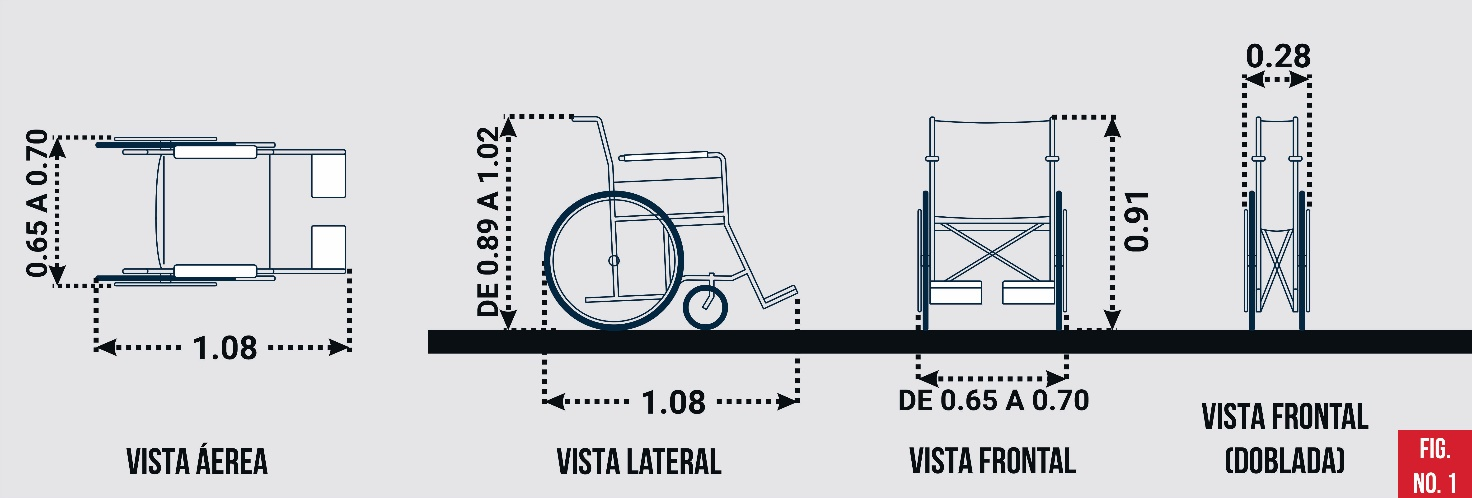 0.65 A 0.70
1.08
VISTA ÁEREA
DE 0.89 A 1.02
1.08
VISTA LATERAL
0.91
DE 0.65 A 0.70
VISTA FRONTAL
0.28
VISTA FRONTAL
(DOBLADA)
FIG.
NO. 1